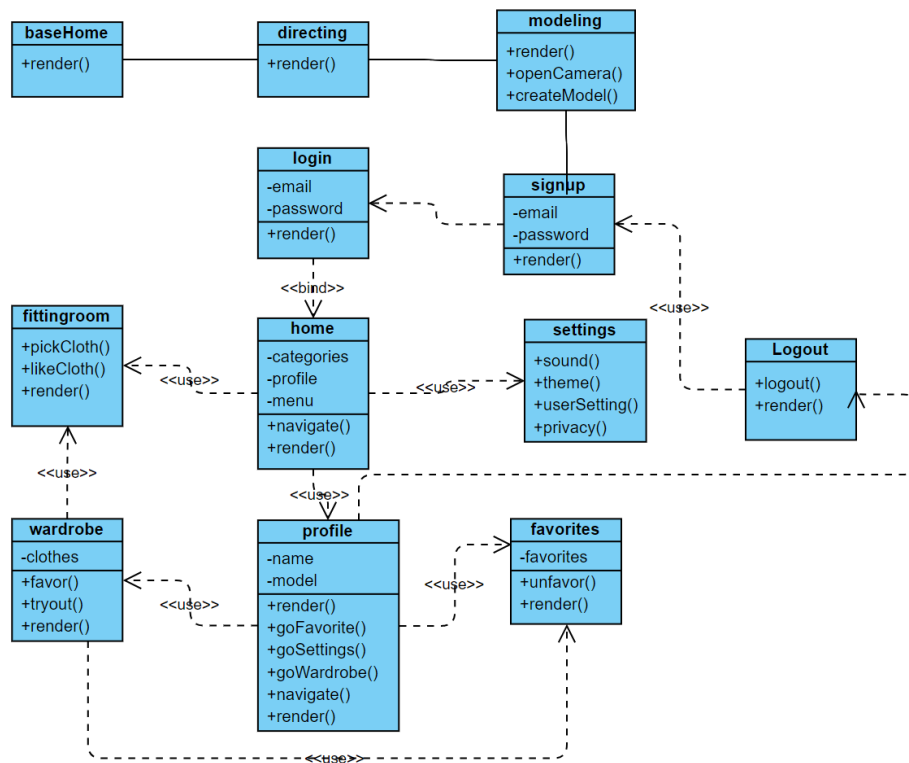 baseHome
+render()
directing
+render()
modeling
+render()
+openCamera()
+createModel()
login
-email
-password
+render()
signup
-email
-password
+render()
<<bind>>
<<use>>
fittingroom
+pickCloth()
+likeCloth()
+render()
<<use>>
home
-categories
-profile
-menu
+navigate()
+render()
<<use>>
settings
+sound()
+theme()
+userSetting()
+privacy()
Logout
+logout()
+render()
<<use>>
<<use>>
wardrobe
-clothes
+favor()
+tryout()
+render()
<<use>>
profile
-name
-model
+render()
+goFavorite()
+goSettings()
+goWardrobe()
+navigate()
+render()
<<use>>
favorites
-favorites
+unfavor()
+render()
<<use>>